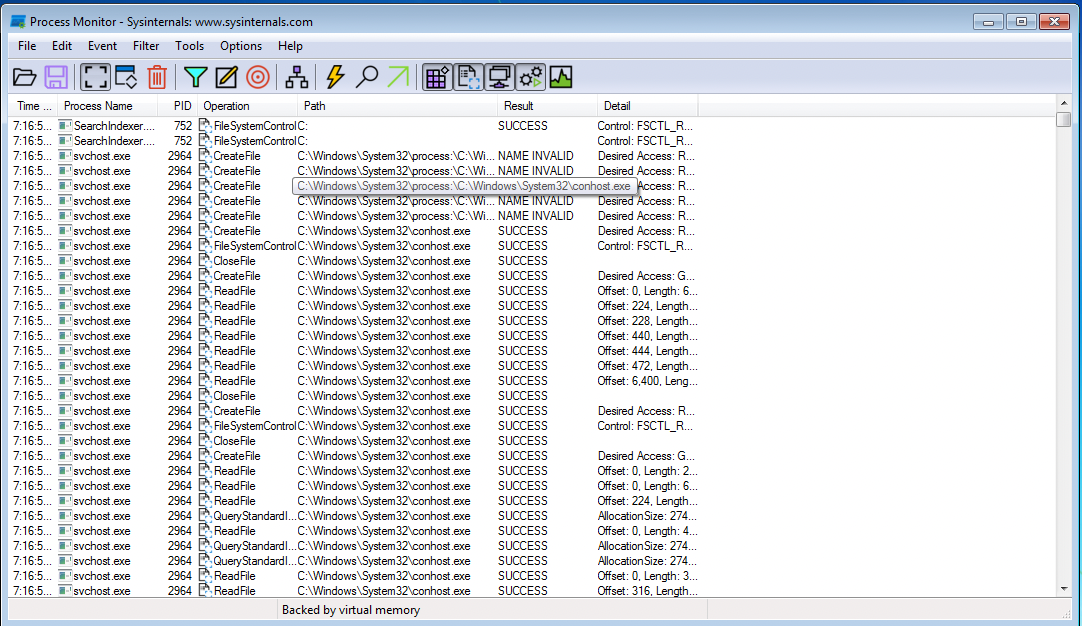 Process Monitor - Sysinternals: www.sysinternals.com
File Edit Event Filter Tools Options Help
Time ... Process Name PID Operation Path Result Detail
7:16:5... SearchIndexer.... 752 FileSystemControl C: SUCCESS Control: FSCTL_R...
7:16:5... SearchIndexer.... 752 FileSystemControl C: Control: FSCTL_R...
7:16:5... svchost.exe 2964 CreateFile C:\Windows\System32\process:\C:\Wi... NAME INVALID Desired Access: R...
7:16:5... svchost.exe 2964 CreateFile C:\Windows\System32\process:\C:\Wi... NAME INVALID Desired Access: R...
7:16:5... svchost.exe 2964 CreateFile C:\Windows\System32\process:\C:\Windows\System32\conhost.exe Access: R...
7:16:5... svchost.exe 2964 CreateFile C:\Windows\System32\process:\C:\Wi... NAME INVALID Desired Access: R...
7:16:5... svchost.exe 2964 CreateFile C:\Windows\System32\process:\C:\Wi... NAME INVALID Desired Access: R...
7:16:5... svchost.exe 2964 CreateFile C:\Windows\System32\conhost.exe SUCCESS Desired Access: R...
7:16:5... svchost.exe 2964 FileSystemControl C:\Windows\System32\conhost.exe SUCCESS Control: FSCTL_R...
7:16:5... svchost.exe 2964 CloseFile C:\Windows\System32\conhost.exe SUCCESS
7:16:5... svchost.exe 2964 CreateFile C:\Windows\System32\conhost.exe SUCCESS Desired Access: G...
7:16:5... svchost.exe 2964 ReadFile C:\Windows\System32\conhost.exe SUCCESS Offset: 0, Length: 6...
7:16:5... svchost.exe 2964 ReadFile C:\Windows\System32\conhost.exe SUCCESS Offset: 224, Length...
7:16:5... svchost.exe 2964 ReadFile C:\Windows\System32\conhost.exe SUCCESS Offset: 228, Length...
7:16:5... svchost.exe 2964 ReadFile C:\Windows\System32\conhost.exe SUCCESS Offset: 440, Length...
7:16:5... svchost.exe 2964 ReadFile C:\Windows\System32\conhost.exe SUCCESS Offset: 444, Length...
7:16:5... svchost.exe 2964 ReadFile C:\Windows\System32\conhost.exe SUCCESS Offset: 472, Length...
7:16:5... svchost.exe 2964 ReadFile C:\Windows\System32\conhost.exe SUCCESS Offset: 6,400, Leng...
7:16:5... svchost.exe 2964 CloseFile C:\Windows\System32\conhost.exe SUCCESS
7:16:5... svchost.exe 2964 CreateFile C:\Windows\System32\conhost.exe SUCCESS Desired Access: R...
7:16:5... svchost.exe 2964 FileSystemControl C:\Windows\System32\conhost.exe SUCCESS Control: FSCTL_R...
7:16:5... svchost.exe 2964 CloseFile C:\Windows\System32\conhost.exe SUCCESS
7:16:5... svchost.exe 2964 CreateFile C:\Windows\System32\conhost.exe SUCCESS Desired Access: G...
7:16:5... svchost.exe 2964 ReadFile C:\Windows\System32\conhost.exe SUCCESS Offset: 0, Length: 2...
7:16:5... svchost.exe 2964 ReadFile C:\Windows\System32\conhost.exe SUCCESS Offset: 0, Length: 6...
7:16:5... svchost.exe 2964 ReadFile C:\Windows\System32\conhost.exe SUCCESS Offset: 224, Length...
7:16:5... svchost.exe 2964 QueryStandardI... C:\Windows\System32\conhost.exe SUCCESS AllocationSize: 274...
7:16:5... svchost.exe 2964 ReadFile C:\Windows\System32\conhost.exe SUCCESS Offset: 0, Length: 4...
7:16:5... svchost.exe 2964 QueryStandardI... C:\Windows\System32\conhost.exe SUCCESS AllocationSize: 274...
7:16:5... svchost.exe 2964 QueryStandardI... C:\Windows\System32\conhost.exe SUCCESS AllocationSize: 274...
7:16:5... svchost.exe 2964 ReadFile C:\Windows\System32\conhost.exe SUCCESS Offset: 0, Length: 3...
7:16:5... svchost.exe 2964 ReadFile C:\Windows\System32\conhost.exe SUCCESS Offset: 316, Length...
Backed by virtual memory